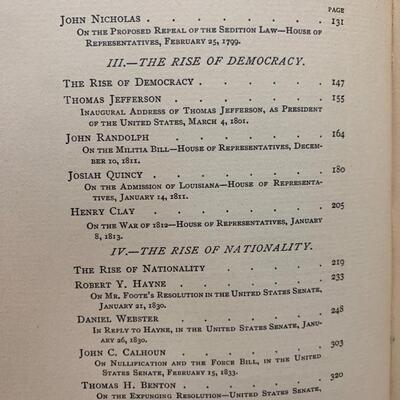 PAGE
JOHN NICHOLAS . . . . . . . 131
ON THE PROPOSED REPEAL OF THE SEDITION LAW—HOUSE OF
REPRESENTATIVES, FEBRUARY 25, 1799.
III.—THE RISE OF DEMOCRACY.
THE RISE OF DEMOCRACY . . . . . 147
THOMAS JEFFERSON . . . . . . 155
INAUGURAL ADDRESS OF THOMAS JEFFERSON, AS PRESIDENT
OF THE UNITED STATES, MARCH 4, 1801.
JOHN RANDOLPH . . . . . . . 164
ON THE MILITIA BILL—HOUSE OF REPRESENTATIVES, DECEM-
BER 10, 1811.
JOSIAH QUINCY . . . . . . . 180
ON THE ADMISSION OF LOUISIANA—HOUSE OF REPRESENTA-
TIVES, JANUARY 14, 1811.
HENRY CLAY . . . . . . . 205
ON THE WAR OF 1812—HOUSE OF REPRESENTATIVES, JANUARY
8, 1813.
IV.—THE RISE OF NATIONALITY.
THE RISE OF NATIONALITY . . . . . 219
ROBERT Y. HAYNE . . . . . . 233
ON MR. FOOTE'S RESOLUTION IN THE UNITED STATES SENATE,
JANUARY 21, 1830.
DANIEL WEBSTER . . . . . . 248
IN REPLY TO HAYNE, IN THE UNITED STATES SENATE, JANU-
ARY 26, 1830.
JOHN C. CALHOUN . . . . . . 303
ON NULLIFICATION AND THE FORCE BILL, IN THE UNITED
STATES SENATE, FEBRUARY 15, 1833.
THOMAS H. BENTON . . . . . . 320
ON THE EXPUNGING RESOLUTION—UNITED STATES SENATE,